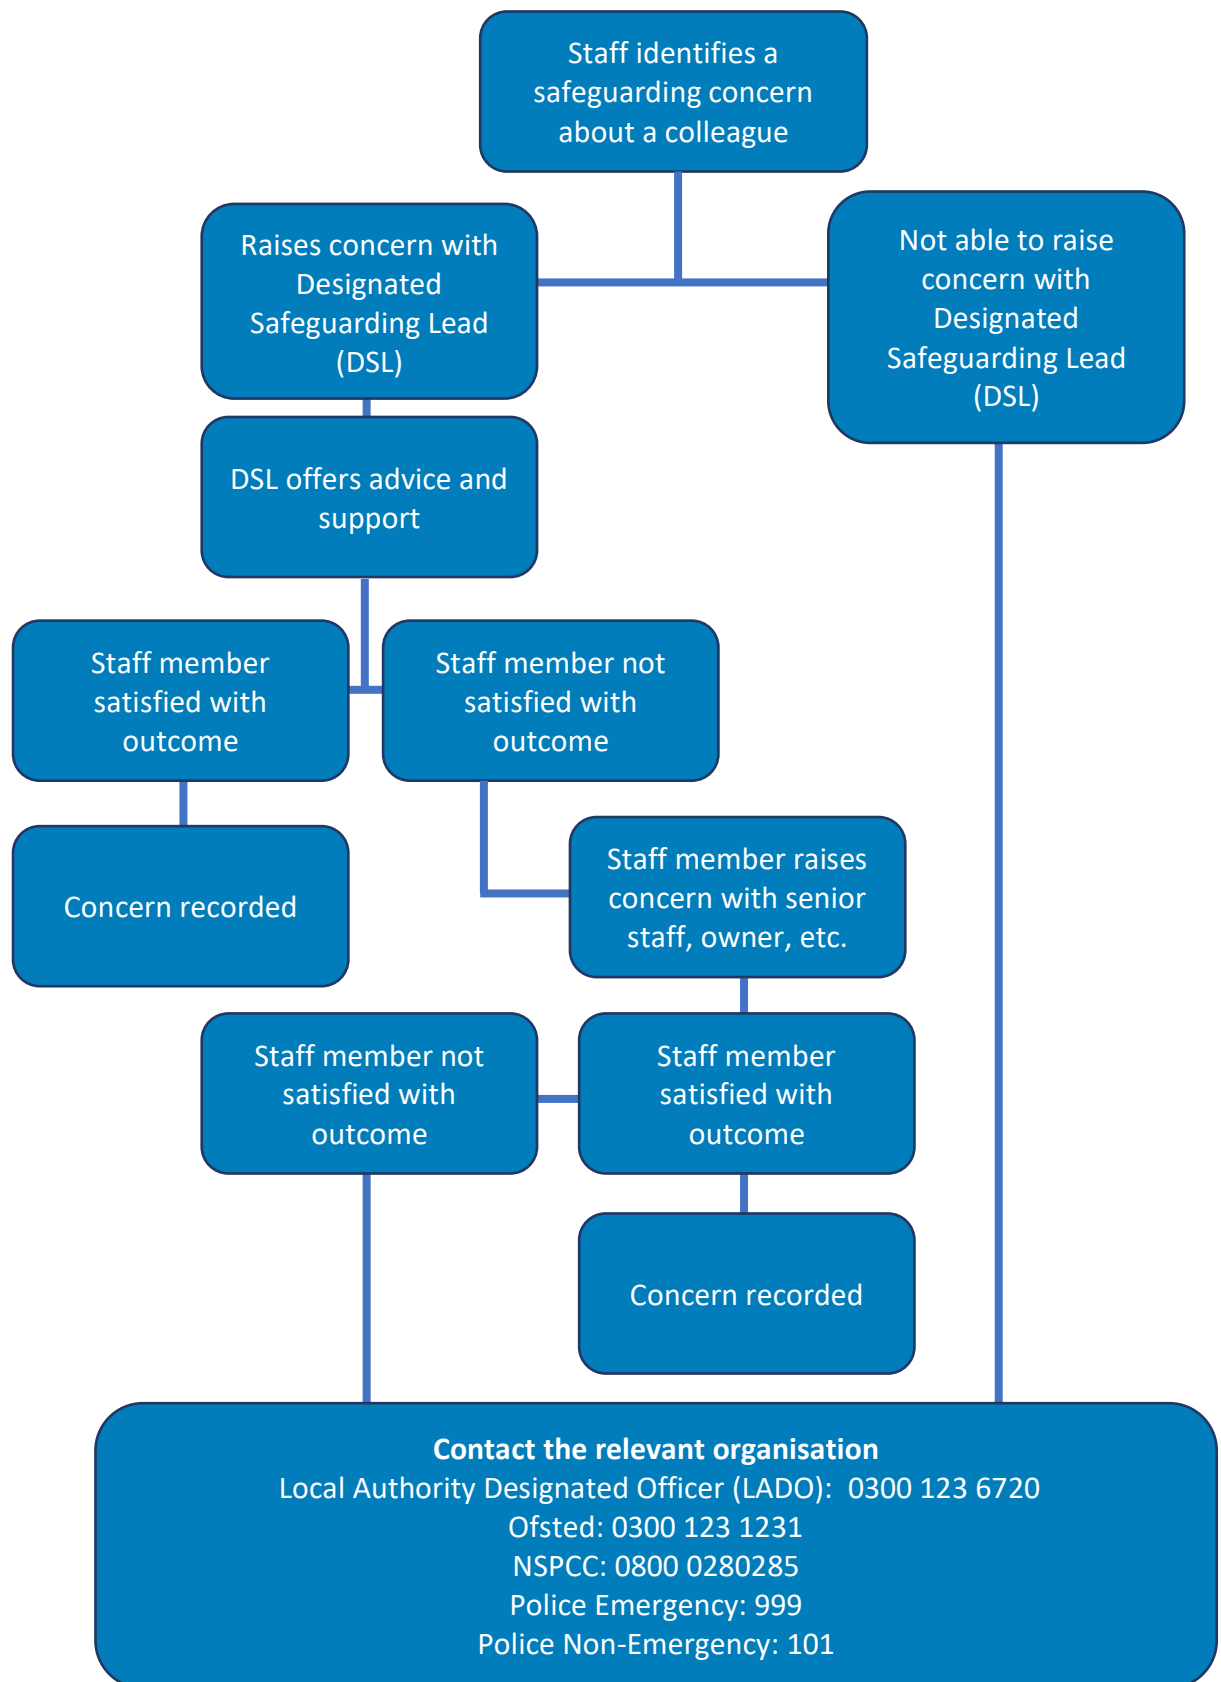 Staff identifies a
safeguarding concern
about a colleague
Raises concern with
Designated
Safeguarding Lead
(DSL)
Not able to raise
concern with
Designated
Safeguarding Lead
(DSL)
DSL offers advice and
support
Staff member
satisfied with
outcome
Staff member not
satisfied with
outcome
Concern recorded
Staff member raises
concern with senior
staff, owner, etc.
Staff member not
satisfied with
outcome
Staff member
satisfied with
outcome
Concern recorded
Contact the relevant organisation
Local Authority Designated Officer (LADO):  0300 123 6720
Ofsted: 0300 123 1231
NSPCC: 0800 0280285
Police Emergency: 999
Police Non-Emergency: 101